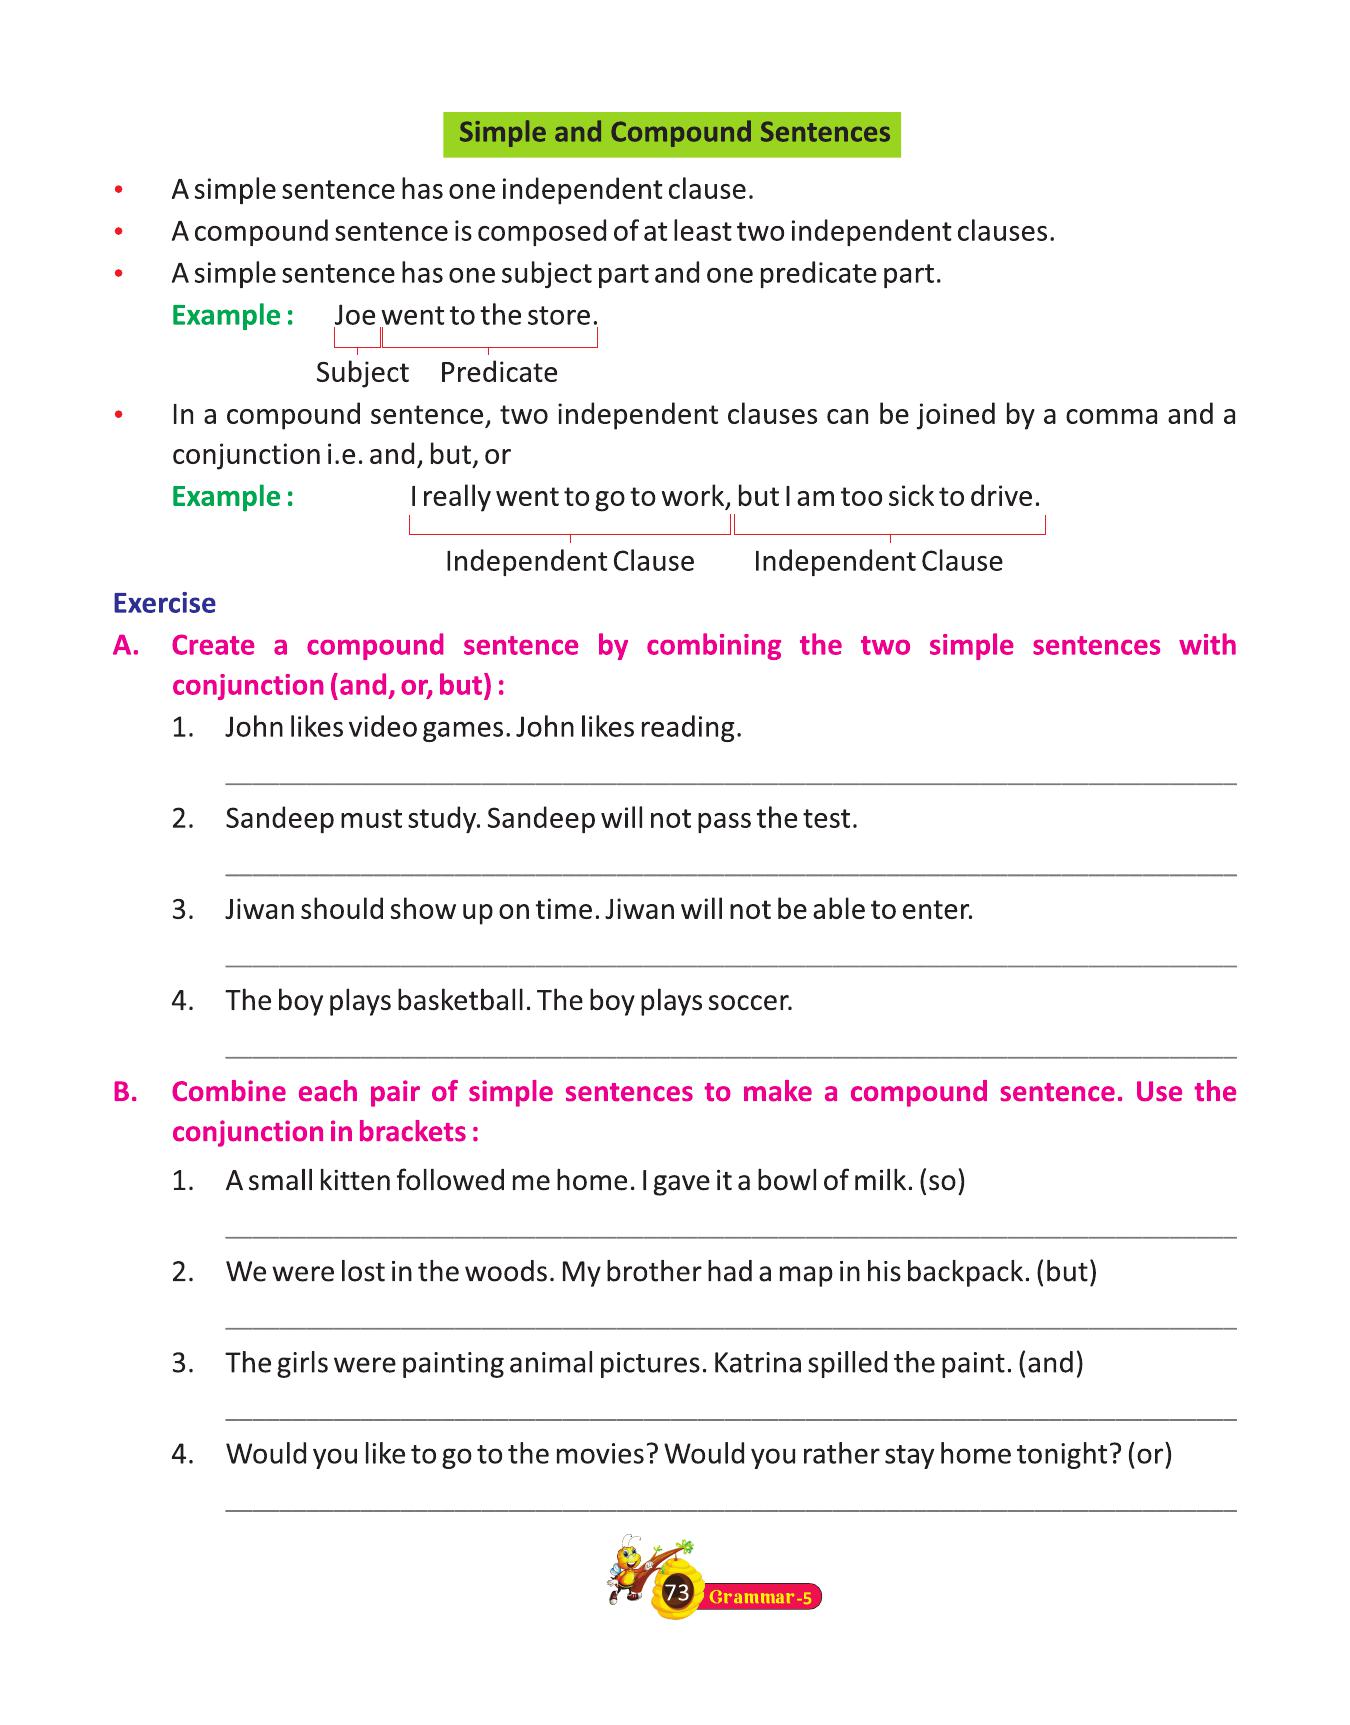 Simple and Compound Sentences
• A simple sentence has one independent clause.
• A compound sentence is composed of at least two independent clauses.
• A simple sentence has one subject part and one predicate part.
Example : Joe went to the store.
Subject Predicate
• In a compound sentence, two independent clauses can be joined by a comma and a
conjunction i.e. and, but, or
Example : I really went to go to work, but I am too sick to drive.
Independent Clause Independent Clause
Exercise
A. Create a compound sentence by combining the two simple sentences with
conjunction (and, or, but) :
1. John likes video games. John likes reading.
2. Sandeep must study. Sandeep will not pass the test.
3. Jiwan should show up on time. Jiwan will not be able to enter.
4. The boy plays basketball. The boy plays soccer.
B. Combine each pair of simple sentences to make a compound sentence. Use the
conjunction in brackets :
1. A small kitten followed me home. I gave it a bowl of milk. (so)
2. We were lost in the woods. My brother had a map in his backpack. (but)
3. The girls were painting animal pictures. Katrina spilled the paint. (and)
4. Would you like to go to the movies? Would you rather stay home tonight? (or)
73 Grammar-5